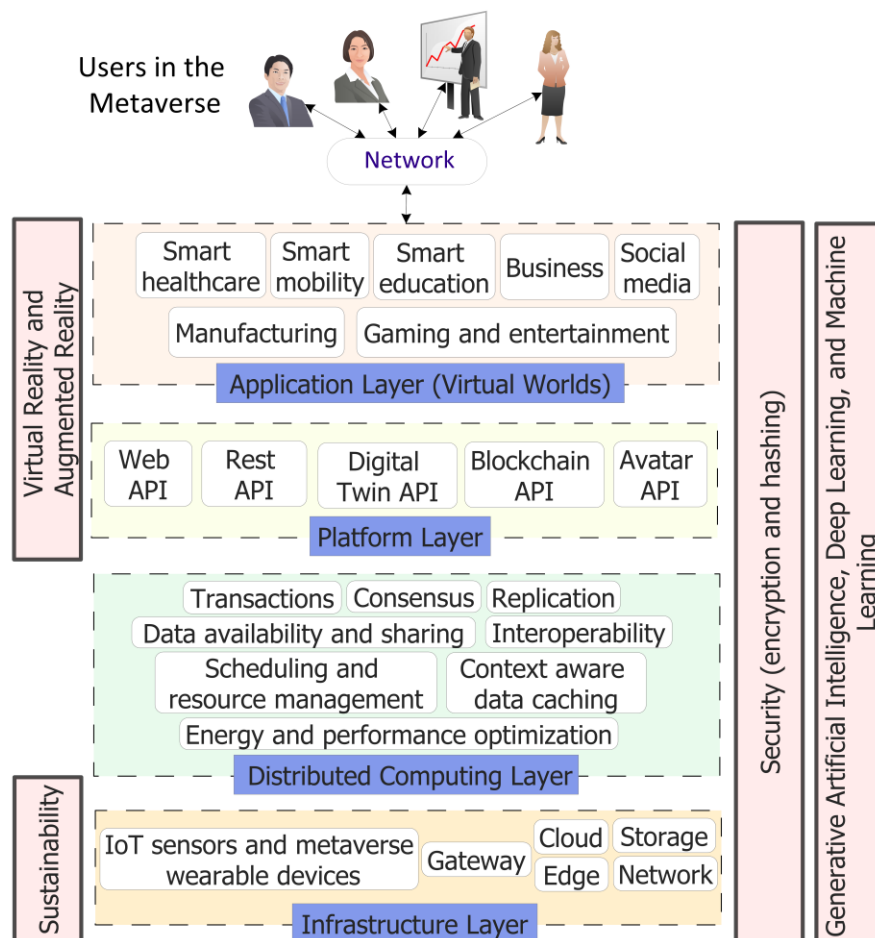 Users in the
Metaverse
Network
Virtual Reality and
Augmented Reality
Smart
healthcare
Smart
mobility
Smart
education
Business
Social
media
Manufacturing
Gaming and entertainment
Application Layer (Virtual Worlds)
Web
API
Rest
API
Digital
Twin API
Blockchain
API
Avatar
API
Platform Layer
Transactions
Consensus
Replication
Data availability and sharing
Interoperability
Scheduling and
resource management
Context aware
data caching
Energy and performance optimization
Distributed Computing Layer
Sustainability
IoT sensors and metaverse
wearable devices
Gateway
Cloud
Storage
Edge
Network
Infrastructure Layer
Security (encryption and hashing)
Generative Artificial Intelligence, Deep Learning, and Machine
Learning